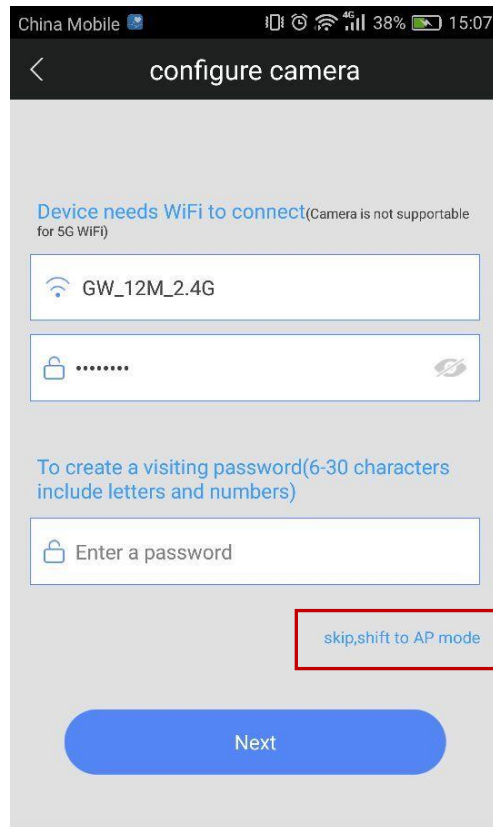 China Mobile 4G 38% 15:07
configure camera
Device needs WiFi to connect(Camera is not supportable
for 5G WiFi)
GW_12M_2.4G
••••••••
To create a visiting password(6-30 characters
include letters and numbers)
Enter a password
skip,shift to AP mode
Next